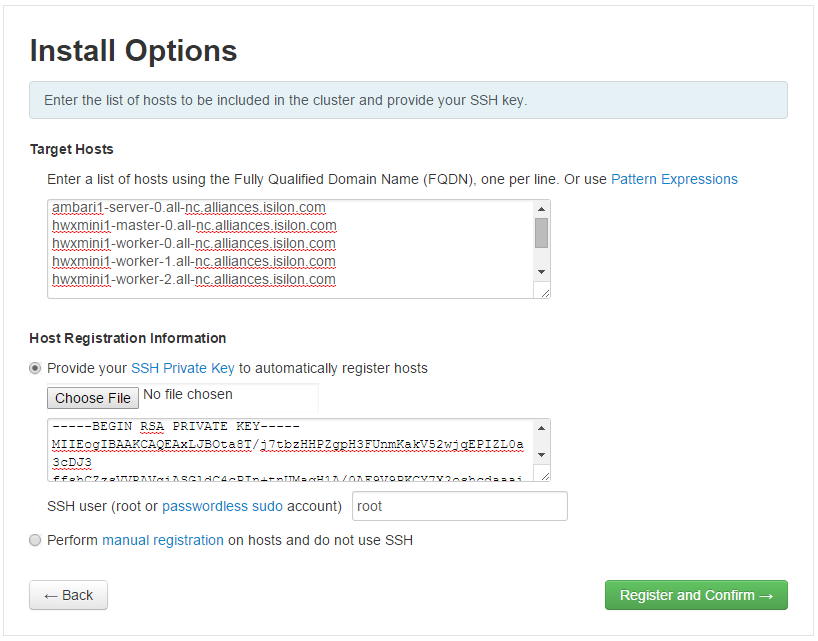 Install Options
Enter the list of hosts to be included in the cluster and provide your SSH key.
Target Hosts
Enter a list of hosts using the Fully Qualified Domain Name (FQDN), one per line. Or use Pattern Expressions
ambari1-server-0.all-nc.alliances.isilon.com
hwxmini1-master-0.all-nc.alliances.isilon.com
hwxmini1-worker-0.all-nc.alliances.isilon.com
hwxmini1-worker-1.all-nc.alliances.isilon.com
hwxmini1-worker-2.all-nc.alliances.isilon.com
Host Registration Information
Provide your SSH Private Key to automatically register hosts
Choose File No file chosen
-----BEGIN RSA PRIVATE KEY-----
MIIEogIBAAKCAQEAxLJBOta8T/j7tbzHHPZgpH3FUnmKakV52wjqEPIZL0a
3cDJ3
SSH user (root or passwordless sudo account) root
Perform manual registration on hosts and do not use SSH
← Back
Register and Confirm →